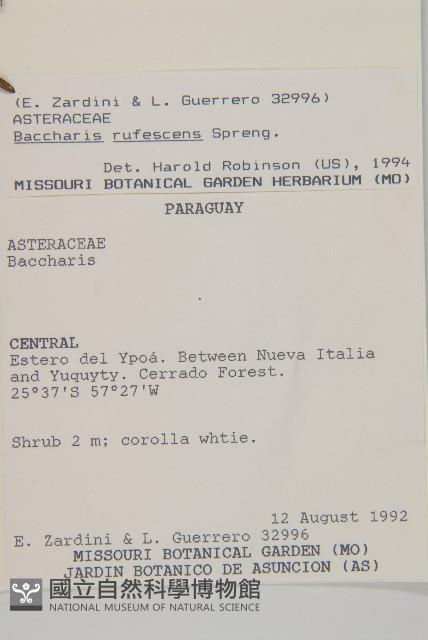 (E. Zardini & L. Guerrero 32996)
ASTERACEAE
Baccharis rufescens Spreng.
Det. Harold Robinson (US), 1994
MISSOURI BOTANICAL GARDEN HERBARIUM (MO)
PARAGUAY
ASTERACEAE
Baccharis
CENTRAL
Estero del Ypoá. Between Nueva Italia
and Yuquyty. Cerrado Forest.
25°37'S 57°27'W
Shrub 2 m; corolla whtie.
12 August 1992
E. Zardini & L. Guerrero 32996
MISSOURI BOTANICAL GARDEN (MO)
JARDIN BOTANICO DE ASUNCION (AS)
國立自然科學博物館
NATIONAL MUSEUM OF NATURAL SCIENCE